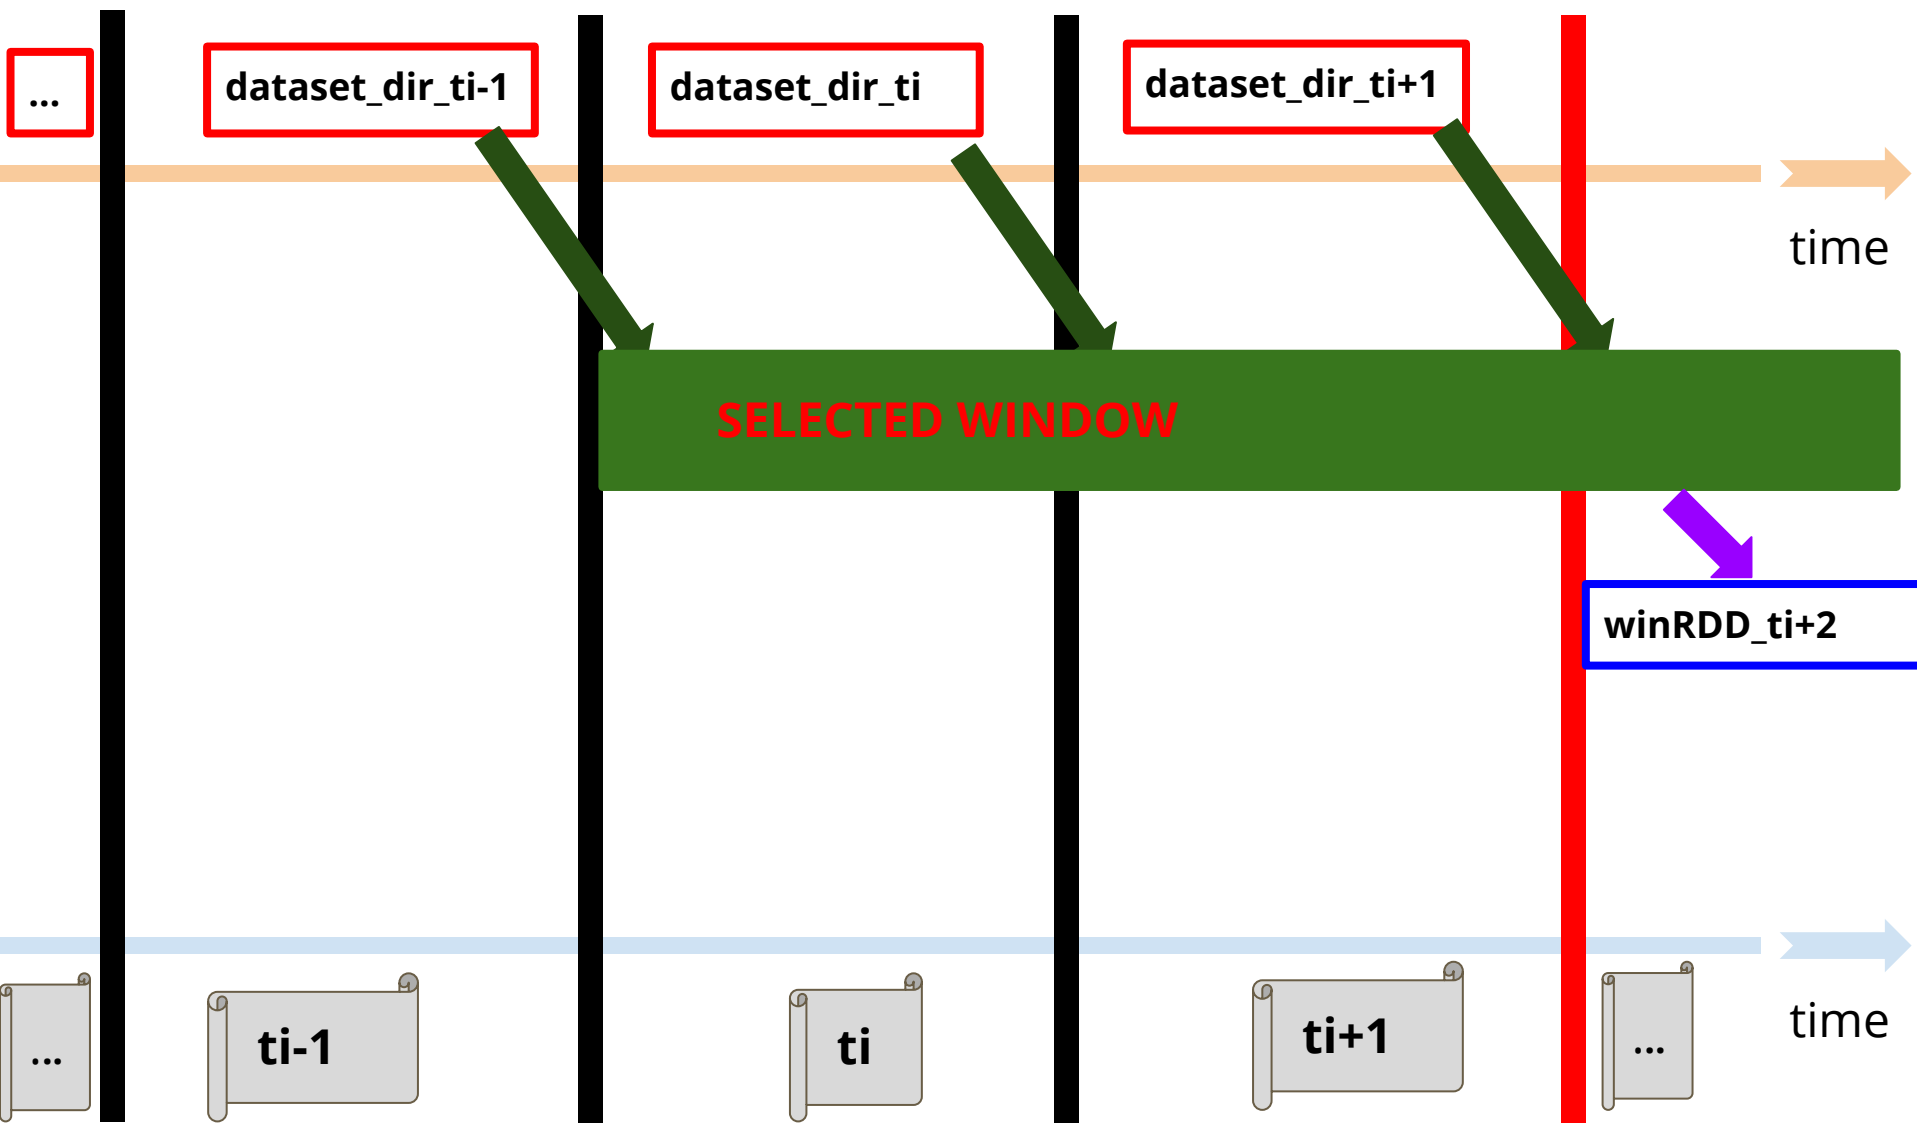 ...
dataset_dir_ti-1
dataset_dir_ti
dataset_dir_ti+1
time
SELECTED WINDOW
winRDD_ti+2
...
ti-1
ti
ti+1
...
time